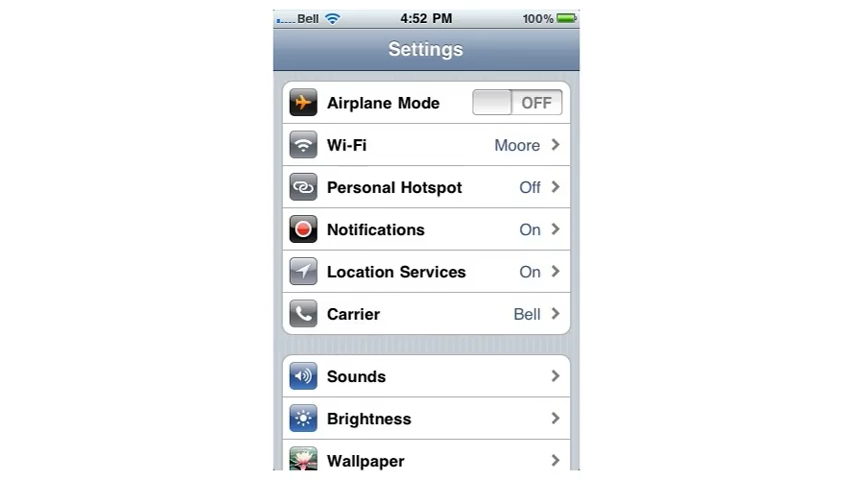 Bell 4:52 PM 100%
Settings
Airplane Mode OFF
Wi-Fi Moore
Personal Hotspot Off
Notifications On
Location Services On
Carrier Bell
Sounds
Brightness
Wallpaper